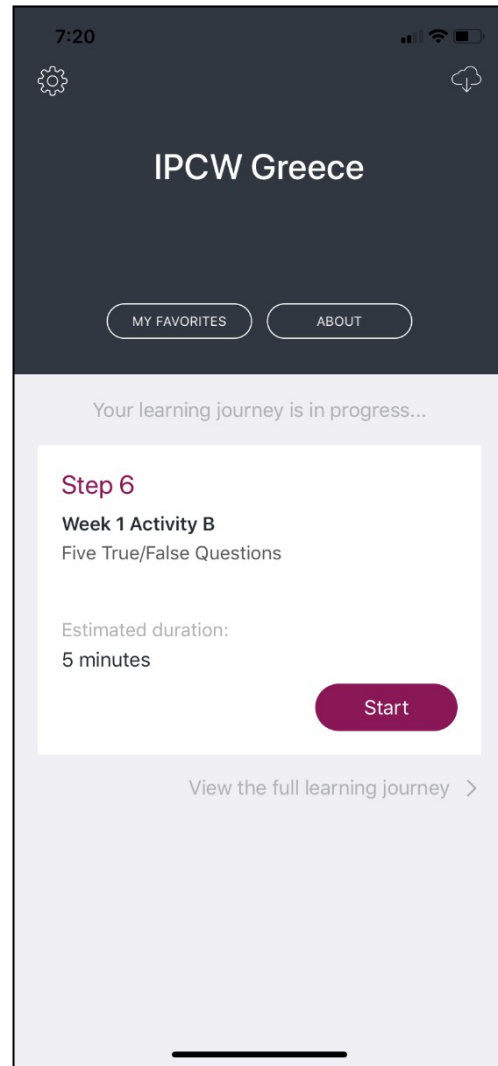 7:20
IPCW Greece
MY FAVORITES
ABOUT
Your learning journey is in progress...
Step 6
Week 1 Activity B
Five True/False Questions
Estimated duration:
5 minutes
Start
View the full learning journey >